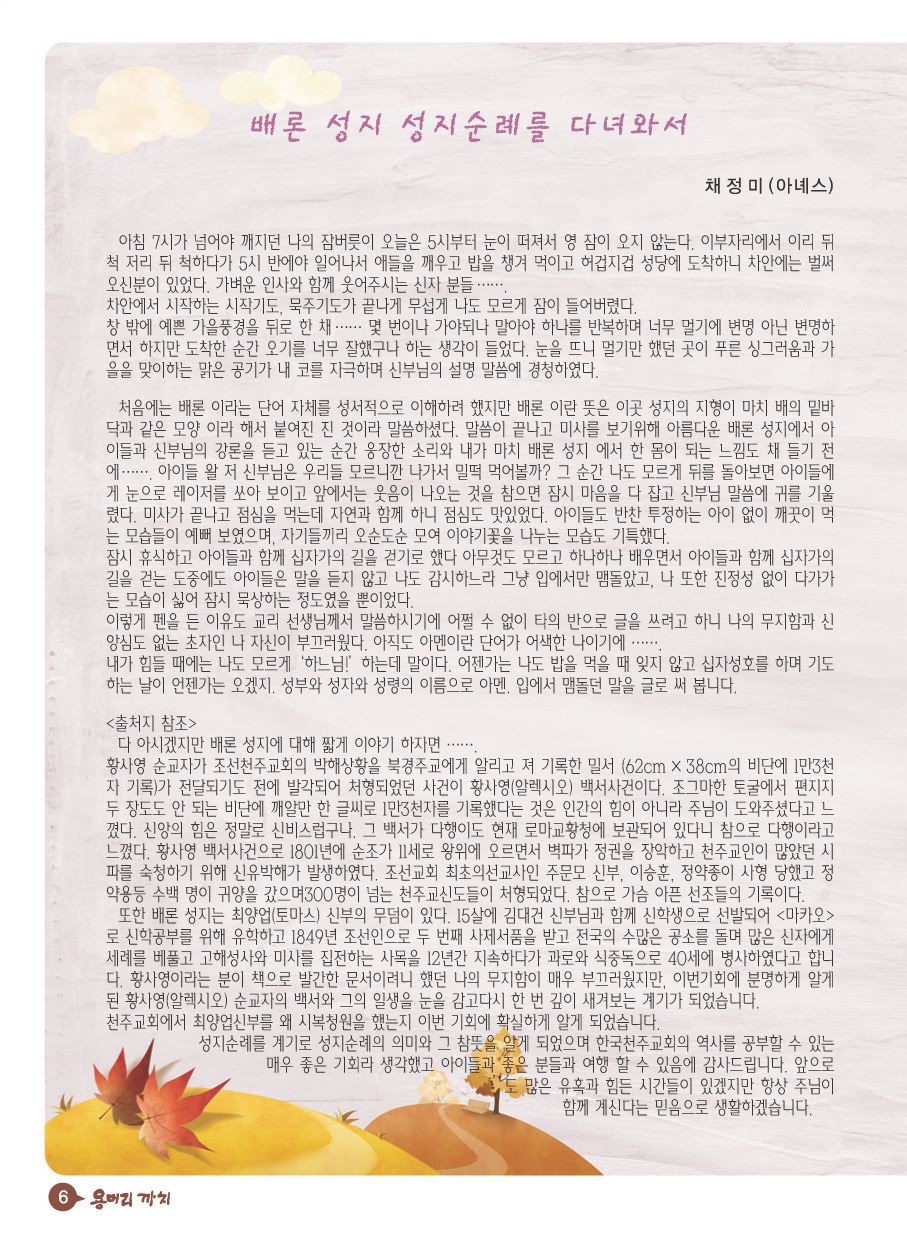 배론 성지 성지순례를 다녀와서
채 정 미 (아녜스)
아침 7시가 넘어야 깨지던 나의 잠버릇이 오늘은 5시부터 눈이 떠져서 영 잠이 오지 않는다. 이부자리에서 이리 뒤
척 저리 뒤 척하다가 5시 반에야 일어나서 애들을 깨우고 밥을 챙겨 먹이고 허겁지겁 성당에 도착하니 차안에는 벌써
오신분이 있었다. 가벼운 인사와 함께 웃어주시는 신자 분들 …….
차안에서 시작하는 시작기도, 묵주기도가 끝나게 무섭게 나도 모르게 잠이 들어버렸다.
창 밖에 예쁜 가을풍경을 뒤로 한 채 …… 몇 번이나 가야되나 말아야 하나를 반복하며 너무 멀기에 변명 아닌 변명하
면서 하지만 도착한 순간 오기를 너무 잘했구나 하는 생각이 들었다. 눈을 뜨니 멀기만 했던 곳이 푸른 싱그러움과 가
을을 맞이하는 맑은 공기가 내 코를 자극하며 신부님의 설명 말씀에 경청하였다.
처음에는 배론 이라는 단어 자체를 성서적으로 이해하려 했지만 배론 이란 뜻은 이곳 성지의 지형이 마치 배의 밑바
닥과 같은 모양 이라 해서 붙여진 진 것이라 말씀하셨다. 말씀이 끝나고 미사를 보기위해 아름다운 배론 성지에서 아
이들과 신부님의 강론을 듣고 있는 순간 웅장한 소리와 내가 마치 배론 성지 에서 한 몸이 되는 느낌도 채 들기 전
에……. 아이들 왈 저 신부님은 우리들 모르니깐 나가서 밀떡 먹어볼까? 그 순간 나도 모르게 뒤를 돌아보면 아이들에
게 눈으로 레이저를 쏘아 보이고 앞에서는 웃음이 나오는 것을 참으면 잠시 마음을 다 잡고 신부님 말씀에 귀를 기울
렸다. 미사가 끝나고 점심을 먹는데 자연과 함께 하니 점심도 맛있었다. 아이들도 반찬 투정하는 아이 없이 깨끗이 먹
는 모습들이 예뻐 보였으며, 자기들끼리 오순도순 모여 이야기꽃을 나누는 모습도 기특했다.
잠시 휴식하고 아이들과 함께 십자가의 길을 걷기로 했다 아무것도 모르고 하나하나 배우면서 아이들과 함께 십자가의
길을 걷는 도중에도 아이들은 말을 듣지 않고 나도 감시하느라 그냥 입에서만 맴돌았고, 나 또한 진정성 없이 다가가
는 모습이 싫어 잠시 묵상하는 정도였을 뿐이었다.
이렇게 펜을 든 이유도 교리 선생님께서 말씀하시기에 어쩔 수 없이 타의 반으로 글을 쓰려고 하니 나의 무지함과 신
앙심도 없는 초자인 나 자신이 부끄러웠다. 아직도 아멘이란 단어가 어색한 나이기에 …….
내가 힘들 때에는 나도 모르게 ‘하느님!’ 하는데 말이다. 어젠가는 나도 밥을 먹을 때 잊지 않고 십자성호를 하며 기도
하는 날이 언젠가는 오겠지. 성부와 성자와 성령의 이름으로 아멘. 입에서 맴돌던 말을 글로 써 봅니다.
<출처지 참조>
다 아시겠지만 배론 성지에 대해 짧게 이야기 하자면 …….
황사영 순교자가 조선천주교회의 박해상황을 북경주교에게 알리고 져 기록한 밀서 (62cm × 38cm의 비단에 1만3천
자 기록)가 전달되기도 전에 발각되어 처형되었던 사건이 황사영(알렉시오) 백서사건이다. 조그마한 토굴에서 편지지
두 장도도 안 되는 비단에 깨알만 한 글씨로 1만3천자를 기록했다는 것은 인간의 힘이 아니라 주님이 도와주셨다고 느
꼈다. 신앙의 힘은 정말로 신비스럽구나. 그 백서가 다행이도 현재 로마교황청에 보관되어 있다니 참으로 다행이라고
느꼈다. 황사영 백서사건으로 1801년에 순조가 11세로 왕위에 오르면서 벽파가 정권을 장악하고 천주교인이 많았던 시
파를 숙청하기 위해 신유박해가 발생하였다. 조선교회 최초의선교사인 주문모 신부, 이승훈, 정약종이 사형 당했고 정
약용등 수백 명이 귀양을 갔으며300명이 넘는 천주교신도들이 처형되었다. 참으로 가슴 아픈 선조들의 기록이다.
또한 배론 성지는 최양업(토마스) 신부의 무덤이 있다. 15살에 김대건 신부님과 함께 신학생으로 선발되어 <마카오>
로 신학공부를 위해 유학하고 1849년 조선인으로 두 번째 사제서품을 받고 전국의 수많은 공소를 돌며 많은 신자에게
세례를 베풀고 고해성사와 미사를 집전하는 사목을 12년간 지속하다가 과로와 식중독으로 40세에 병사하였다고 합니
다. 황사영이라는 분이 책으로 발간한 문서이려니 했던 나의 무지함이 매우 부끄러웠지만, 이번기회에 분명하게 알게
된 황사영(알렉시오) 순교자의 백서와 그의 일생을 눈을 감고다시 한 번 깊이 새겨보는 계기가 되었습니다.
천주교회에서 최양업신부를 왜 시복청원을 했는지 이번 기회에 확실하게 알게 되었습니다.
성지순례를 계기로 성지순례의 의미와 그 참뜻을 알게 되었으며 한국천주교회의 역사를 공부할 수 있는
매우 좋은 기회라 생각했고 아이들과 좋은 분들과 여행 할 수 있음에 감사드립니다. 앞으로
도 많은 유혹과 힘든 시간들이 있겠지만 항상 주님이
함께 계신다는 믿음으로 생활하겠습니다.
6 용머리 까치